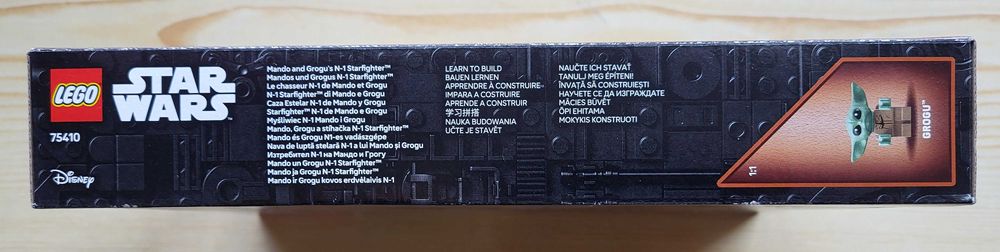 LEGO
STAR
WARS
75410
Disney
Mando and Grogu's N-1 Starfighter™
Mandos und Grogus N-1 Starfighter™
Le chasseur N-1 de Mando et Grogu
N-1 Starfighter™ di Mando e Grogu
Caza Estelar N-1 de Mando y Grogu
Starfighter™ N-1 de Mando e Grogu
Myśliwiec N-1 Mando i Grogu
Mando, Grogu a stíhačka N-1 Starfighter™
Mando és Grogu N1-es vadászgépe
Nava de luptă stelară N-1 a lui Mando și Grogu
Изтребител N-1 на Мандо и Грогу
Mando un Grogu N-1 Starfighter™
Mando ja Grogu N-1 Starfighter™
Mando ir Grogu kovos erdvėlaivis N-1
LEARN TO BUILD
BAUEN LERNEN
APPRENDRE À CONSTRUIRE
IMPARA A COSTRUIRE
APRENDE A CONSTRUIR
学习拼搭
NAUKA BUDOWANIA
UČTE JE STAVĚT
NAUČTE ICH STAVAŤ
TANULJ MEG ÉPÍTENI!
ÎNVAȚĂ SĂ CONSTRUIEȘTI
НАУЧЕТЕ СЕ ДА ИЗГРАЖДАТЕ
MĀCIES BŪVĒT
ÕPI EHITAMA
MOKYKIS KONSTRUOTI
1:1
GROGU™